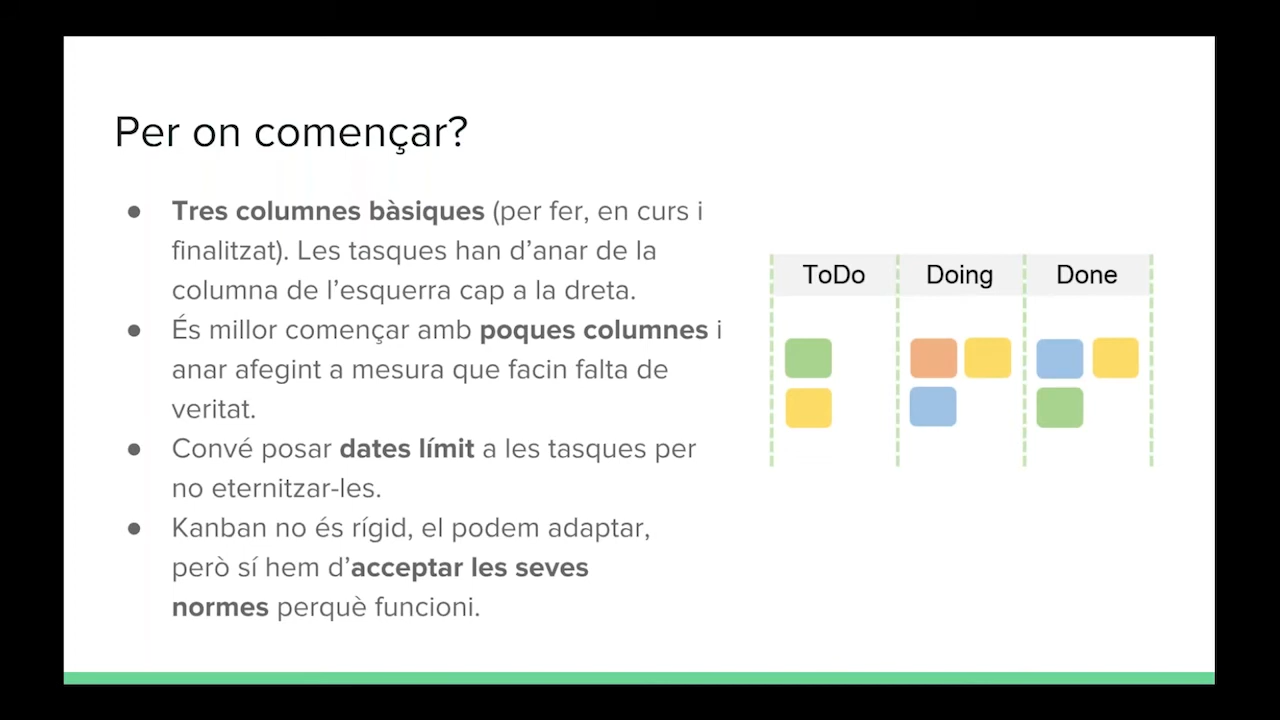 Per on començar?
● Tres columnes bàsiques (per fer, en curs i
finalitzat). Les tasques han d’anar de la
columna de l’esquerra cap a la dreta.
● És millor començar amb poques columnes i
anar afegint a mesura que facin falta de
veritat.
● Convé posar dates límit a les tasques per
no eternitzar-les.
● Kanban no és rígid, el podem adaptar,
però sí hem d’acceptar les seves
normes perquè funcioni.
ToDo Doing Done